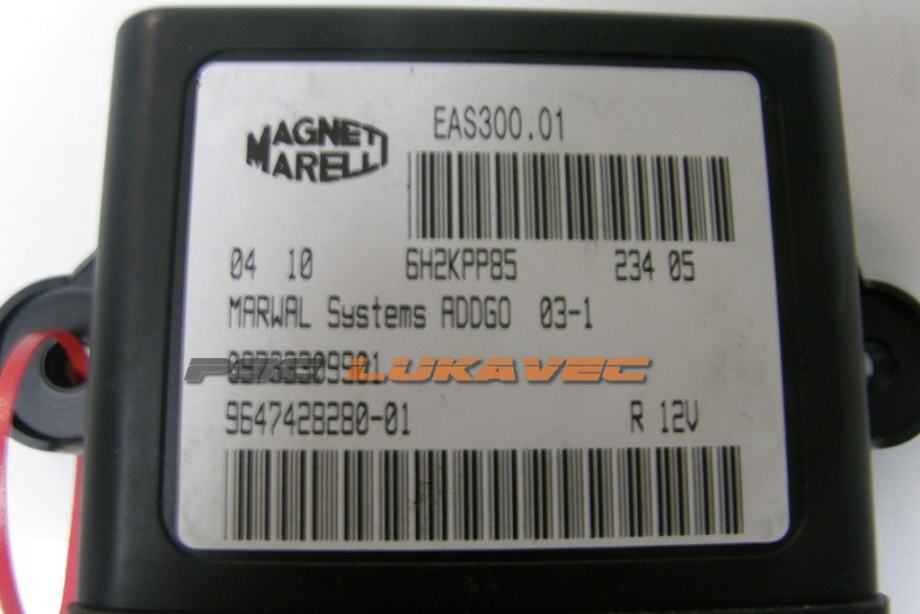 MAGNETI MARELLI
EAS300.01
04 10 6H2KPP85 234 05
MARWAL Systems ADDGO 03-1
LUKAVEC
9647428280-01 R 12V